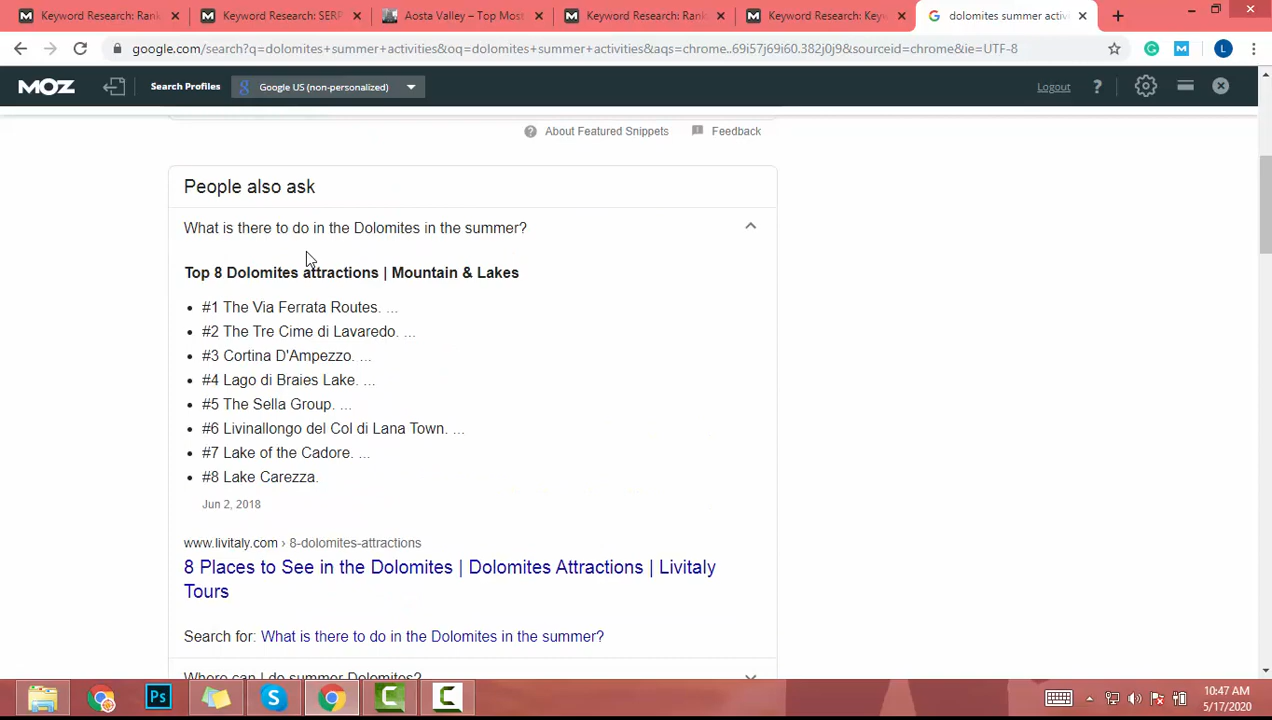 Keyword Research: Rank
Keyword Research: SERP
Aosta Valley – Top Most
Keyword Research: Rank
Keyword Research: Key
dolomites summer activ
google.com/search?q=dolomites+summer+activities&oq=dolomites+summer+activities&aqs=chrome..69i57j69i60.382j0j9&sourceid=chrome&ie=UTF-8
L
MOZ
Search Profiles
Google US (non-personalized)
Logout
?
About Featured Snippets
Feedback
People also ask
What is there to do in the Dolomites in the summer?
Top 8 Dolomites attractions | Mountain & Lakes
• #1 The Via Ferrata Routes. ...
• #2 The Tre Cime di Lavaredo. ...
• #3 Cortina D'Ampezzo. ...
• #4 Lago di Braies Lake. ...
• #5 The Sella Group. ...
• #6 Livinallongo del Col di Lana Town. ...
• #7 Lake of the Cadore. ...
• #8 Lake Carezza.
Jun 2, 2018
www.livitaly.com › 8-dolomites-attractions
8 Places to See in the Dolomites | Dolomites Attractions | Livitaly
Tours
Search for: What is there to do in the Dolomites in the summer?
Where can I do summer Dolomites?
Ps
10:47 AM
5/17/2020